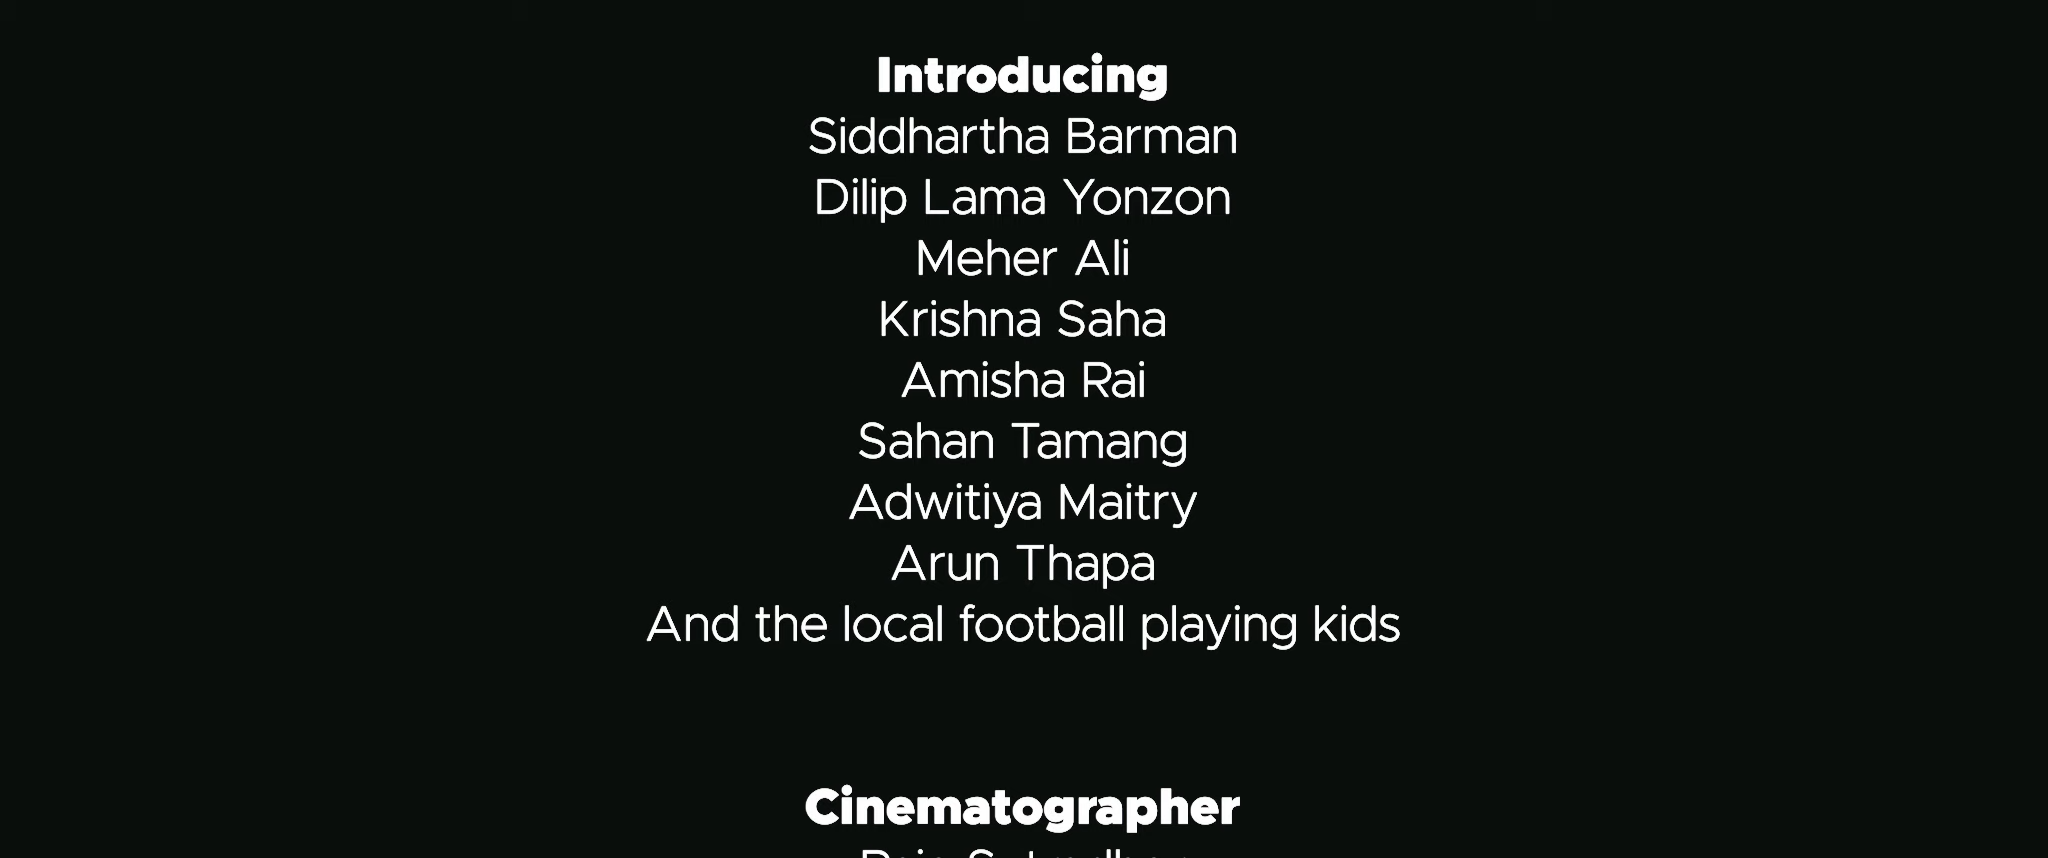 Introducing
Siddhartha Barman
Dilip Lama Yonzon
Meher Ali
Krishna Saha
Amisha Rai
Sahan Tamang
Adwitiya Maitry
Arun Thapa
And the local football playing kids
Cinematographer